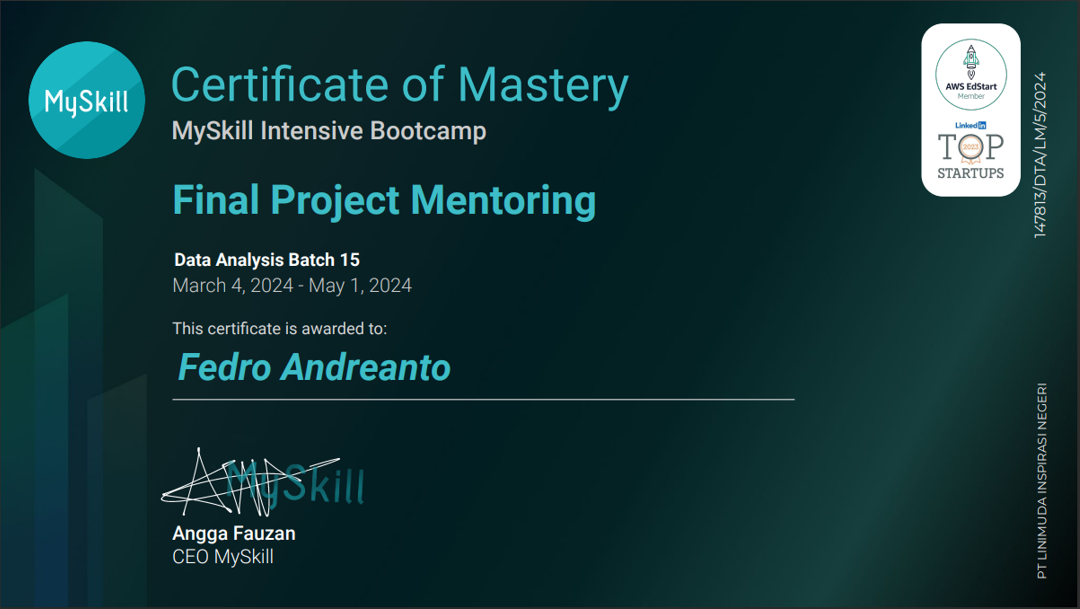 MySkill
Certificate of Mastery
MySkill Intensive Bootcamp
Final Project Mentoring
Data Analysis Batch 15
March 4, 2024 - May 1, 2024
This certificate is awarded to:
Fedro Andreanto
MySkill
Angga Fauzan
CEO MySkill
AWS EdStart
Member
LinkedIn
TOP
2023
STARTUPS
147813/DTA/LM/5/2024
PT LINIMUDA INSPIRASI NEGERI